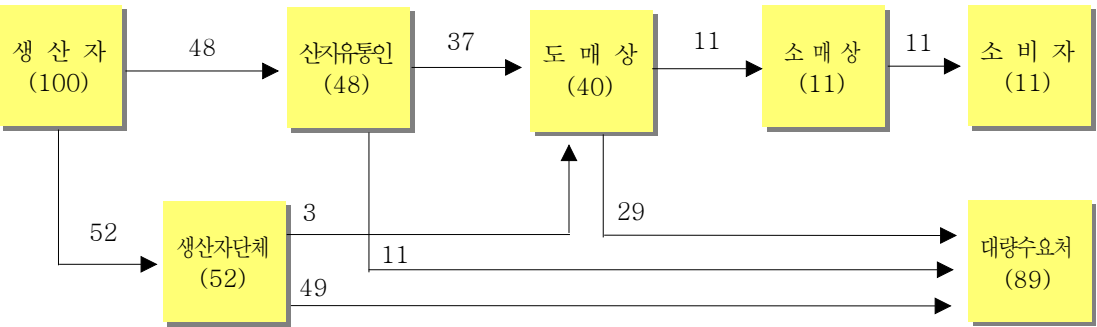 생 산 자
(100)
48
산자유통인
(48)
37
도 매 상
(40)
11
소 매 상
(11)
11
소 비 자
(11)
52
생산자단체
(52)
3
11
49
29
대량수요처
(89)